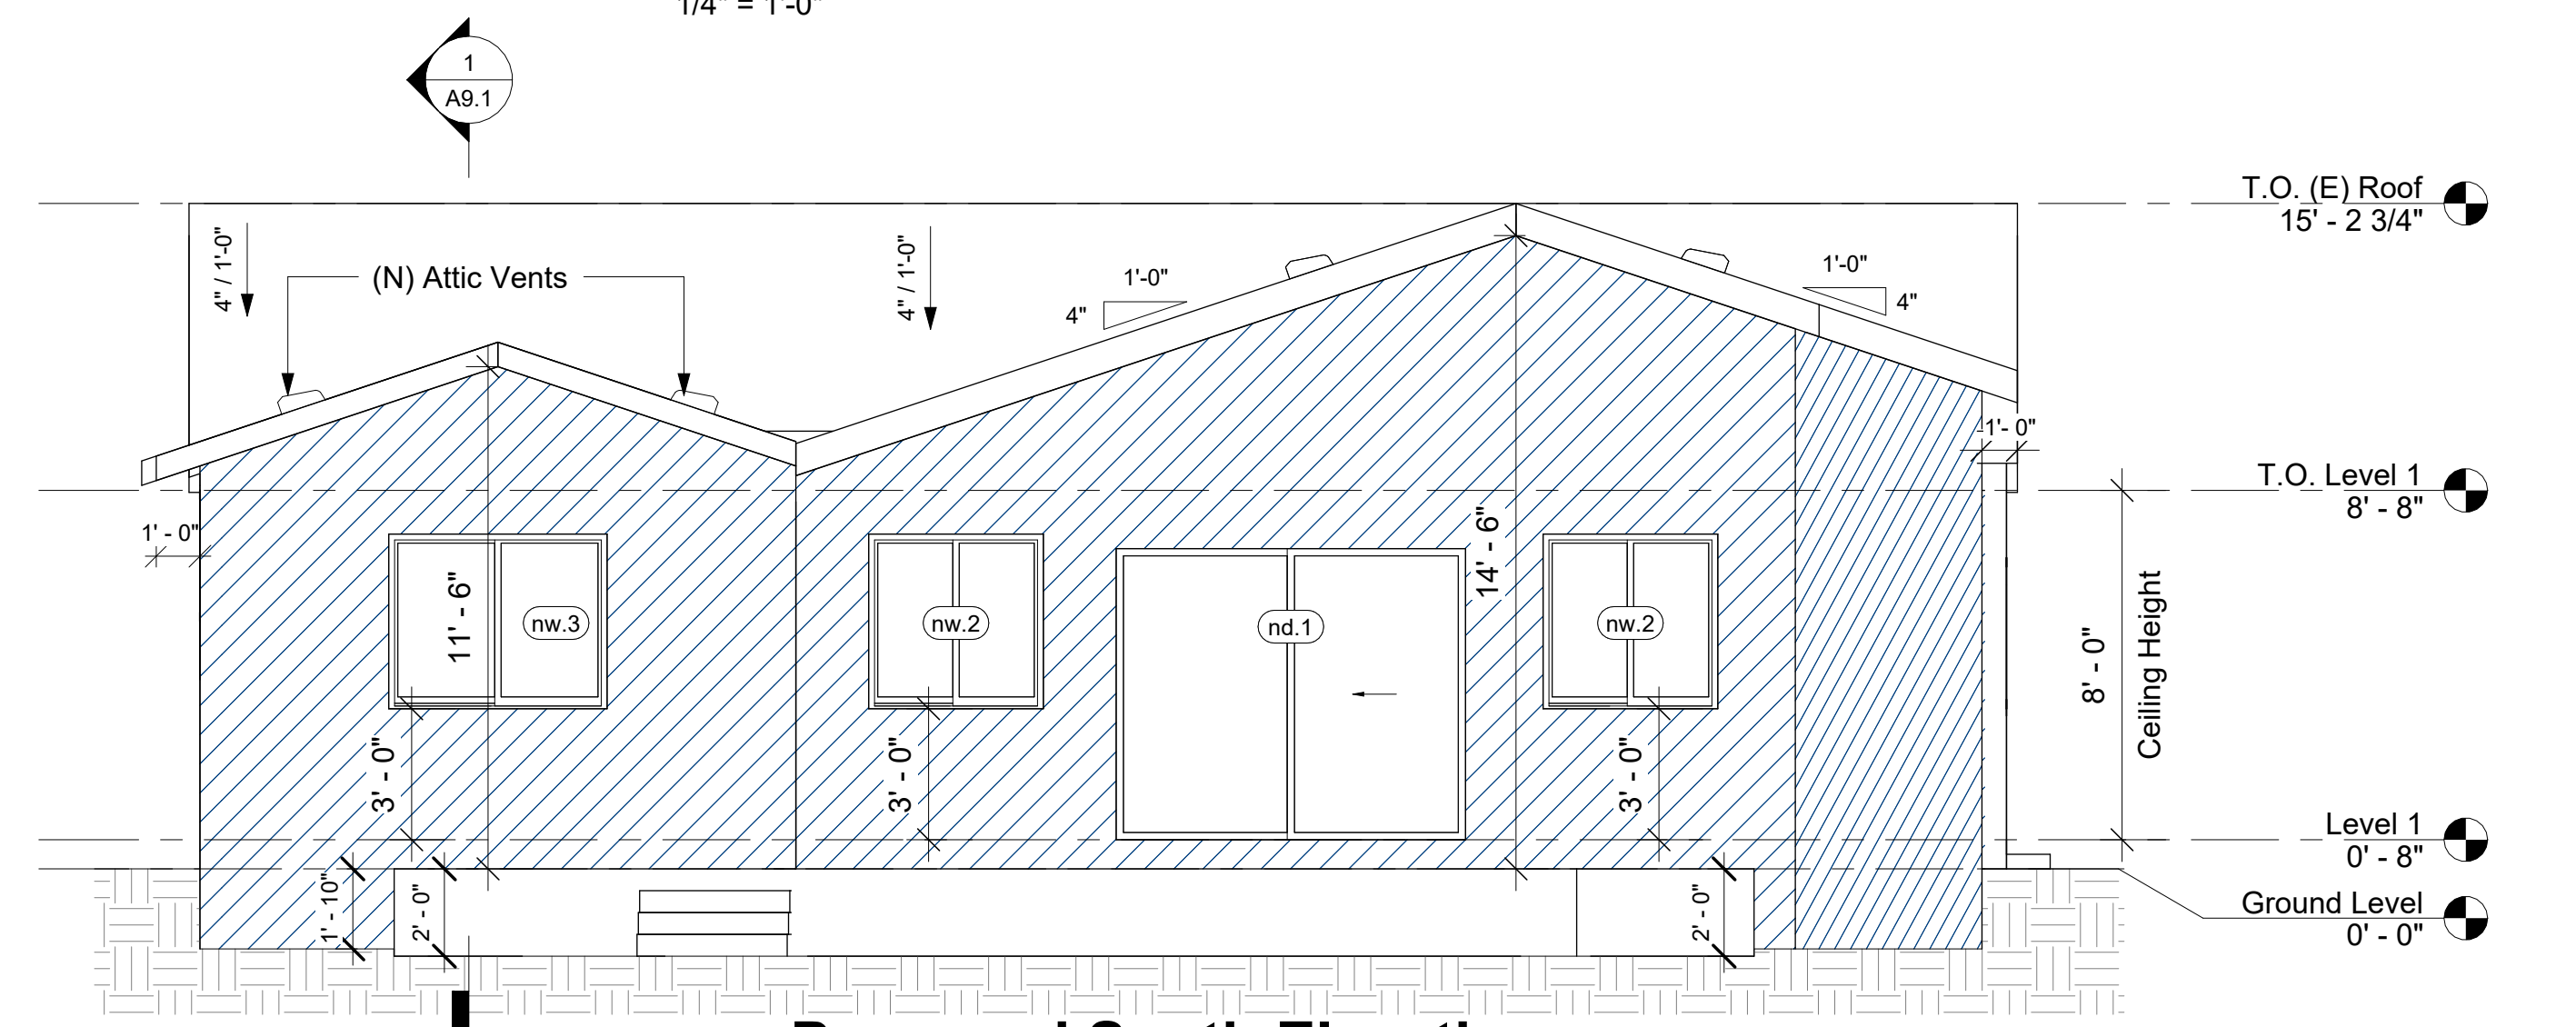 1/4" = 1'-0"
1
A9.1
T.O. (E) Roof
15' - 2 3/4"
4" / 1'-0"
(N) Attic Vents
4" / 1'-0"
1'-0"
4"
1'-0"
4"
1'- 0"
T.O. Level 1
8' - 8"
1' - 0"
11' - 6"
nw.3
nw.2
nd.1
14' - 6"
nw.2
8' - 0"
Ceiling Height
3' - 0"
3' - 0"
3' - 0"
Level 1
0' - 8"
1' - 10"
2' - 0"
2' - 0"
Ground Level
0' - 0"